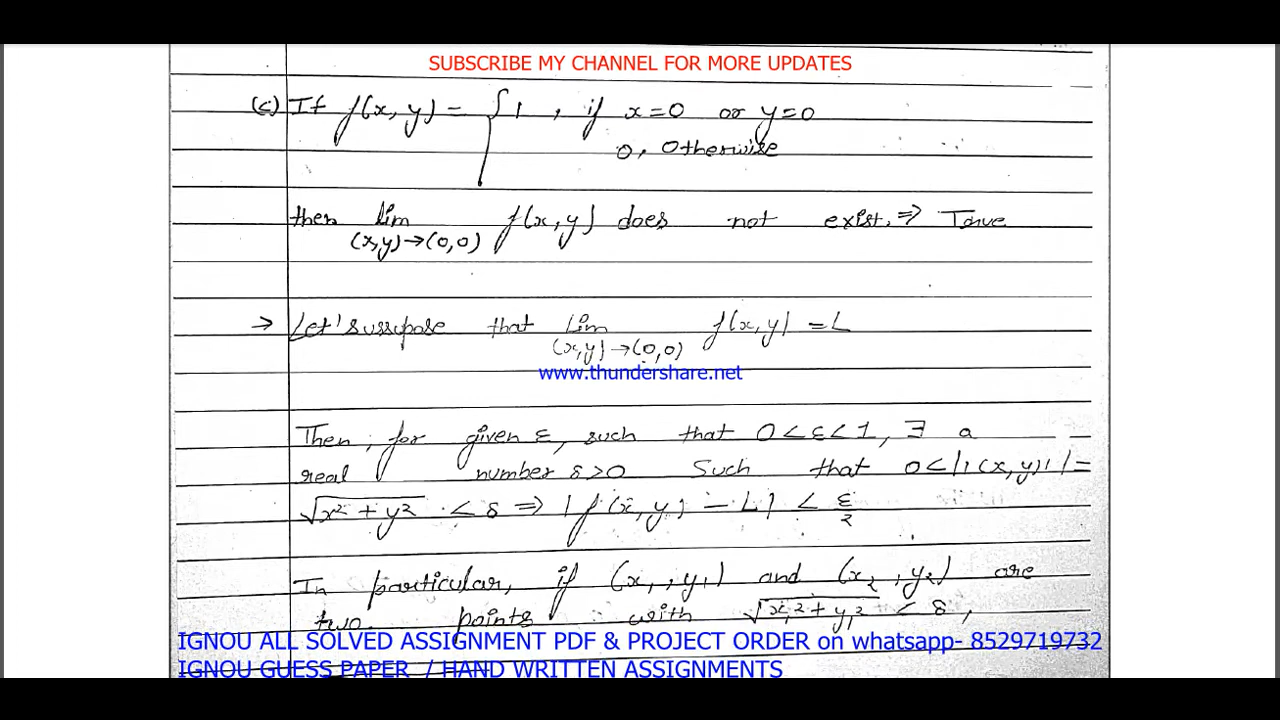 SUBSCRIBE MY CHANNEL FOR MORE UPDATES
(c) If f(x, y) = { 1 , if x=0 or y=0
0, Otherwise
then lim f(x, y) does not exist. ⇒ True
(x,y)→(0,0)
→ Let's suppose that Lim f(x, y) = L
(x,y)→(0,0)
www.thundershare.net
Then, for given ε, such that 0<ε<1, ∃ a
real number δ>0 Such that 0<||(x,y)||=
√x²+y² < δ ⇒ |f(x, y) - L| < ε/2
In particular, if (x₁, y₁) and (x₂, y₂) are
two points with √x₁²+y₁² < δ,
IGNOU ALL SOLVED ASSIGNMENT PDF & PROJECT ORDER on whatsapp- 8529719732
IGNOU GUESS PAPER / HAND WRITTEN ASSIGNMENTS